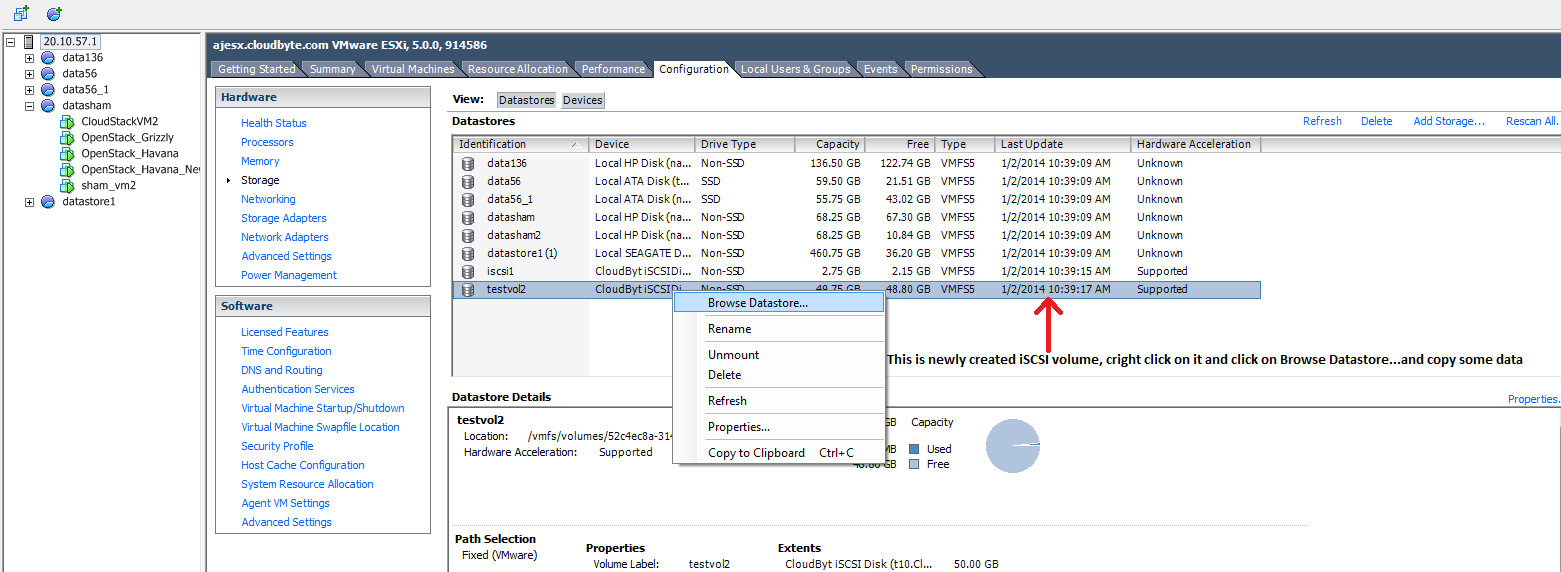 20.10.57.1
data136
data56
data56_1
datasham
CloudStackVM2
OpenStack_Grizzly
OpenStack_Havana
OpenStack_Havana_Nev
sham_vm2
datastore1
ajesx.cloudbyte.com VMware ESXi, 5.0.0, 914586
Getting Started Summary Virtual Machines Resource Allocation Performance Configuration Local Users & Groups Events Permissions
Hardware
Health Status
Processors
Memory
Storage
Networking
Storage Adapters
Network Adapters
Advanced Settings
Power Management
Software
Licensed Features
Time Configuration
DNS and Routing
Authentication Services
Virtual Machine Startup/Shutdown
Virtual Machine Swapfile Location
Security Profile
Host Cache Configuration
System Resource Allocation
Agent VM Settings
Advanced Settings
View: Datastores Devices
Datastores Refresh Delete Add Storage... Rescan All.
Identification Device Drive Type Capacity Free Type Last Update Hardware Acceleration
data136 Local HP Disk (na... Non-SSD 136.50 GB 122.74 GB VMFS5 1/2/2014 10:39:09 AM Unknown
data56 Local ATA Disk (t... SSD 59.50 GB 21.51 GB VMFS5 1/2/2014 10:39:09 AM Unknown
data56_1 Local ATA Disk (na... SSD 55.75 GB 43.02 GB VMFS5 1/2/2014 10:39:09 AM Unknown
datasham Local HP Disk (na... Non-SSD 68.25 GB 67.30 GB VMFS5 1/2/2014 10:39:09 AM Unknown
datasham2 Local HP Disk (na... Non-SSD 68.25 GB 10.84 GB VMFS5 1/2/2014 10:39:09 AM Unknown
datastore1 (1) Local SEAGATE D... Non-SSD 460.75 GB 36.20 GB VMFS5 1/2/2014 10:39:09 AM Unknown
iscsi1 CloudByt iSCSIDi... Non-SSD 2.75 GB 2.15 GB VMFS5 1/2/2014 10:39:15 AM Supported
testvol2 CloudByt iSCSIDi... Non-SSD 49.75 GB 48.80 GB VMFS5 1/2/2014 10:39:17 AM Supported
Browse Datastore...
Rename
Unmount
Delete
Refresh
Properties...
Copy to Clipboard Ctrl+C
This is newly created iSCSI volume, cright click on it and click on Browse Datastore...and copy some data
Datastore Details Properties.
testvol2
Location: /vmfs/volumes/52c4ec8a-314
Hardware Acceleration: Supported
GB Capacity
MB Used
48.80 GB Free
Path Selection
Fixed (VMware)
Properties
Volume Label: testvol2
Extents
CloudByt iSCSI Disk (t10.Cl... 50.00 GB